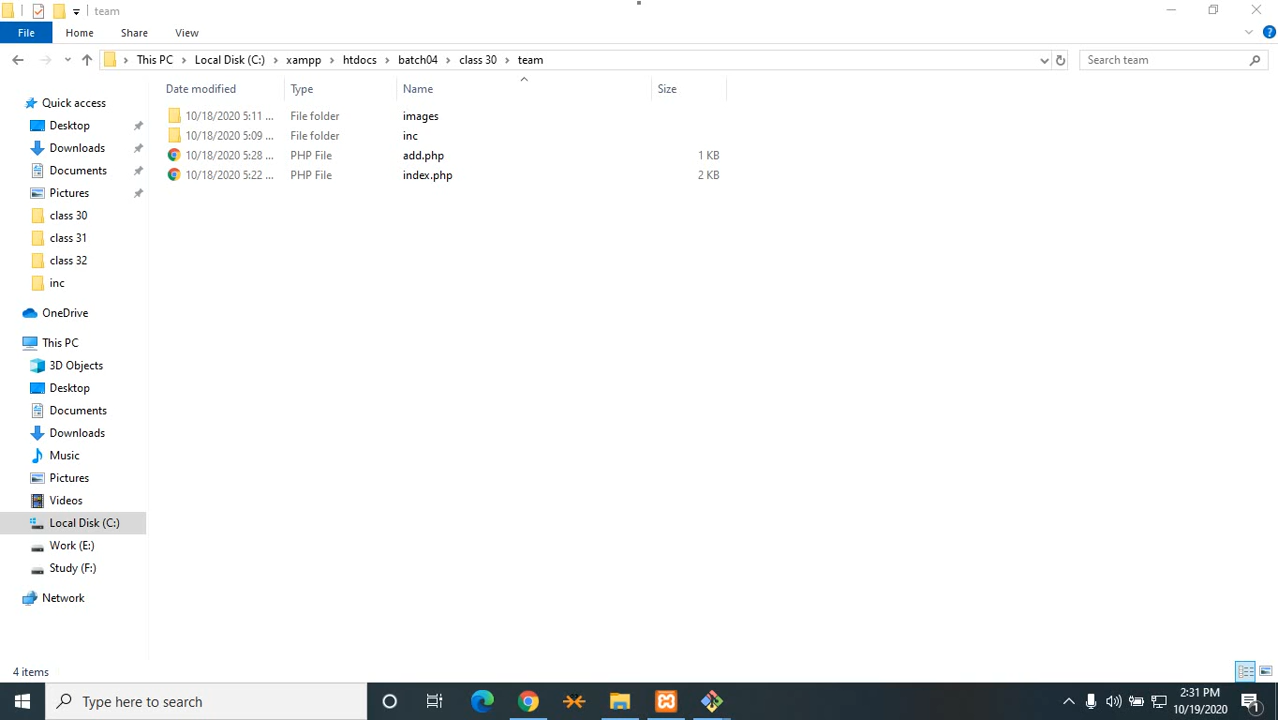 team
File Home Share View
This PC Local Disk (C:) xampp htdocs batch04 class 30 team Search team
Date modified Type Name Size
Quick access
Desktop
Downloads
Documents
Pictures
class 30
class 31
class 32
inc
OneDrive
This PC
3D Objects
Desktop
Documents
Downloads
Music
Pictures
Videos
Local Disk (C:)
Work (E:)
Study (F:)
Network
10/18/2020 5:11 ... File folder images
10/18/2020 5:09 ... File folder inc
10/18/2020 5:28 ... PHP File add.php 1 KB
10/18/2020 5:22 ... PHP File index.php 2 KB
4 items
Type here to search
2:31 PM
10/19/2020
1